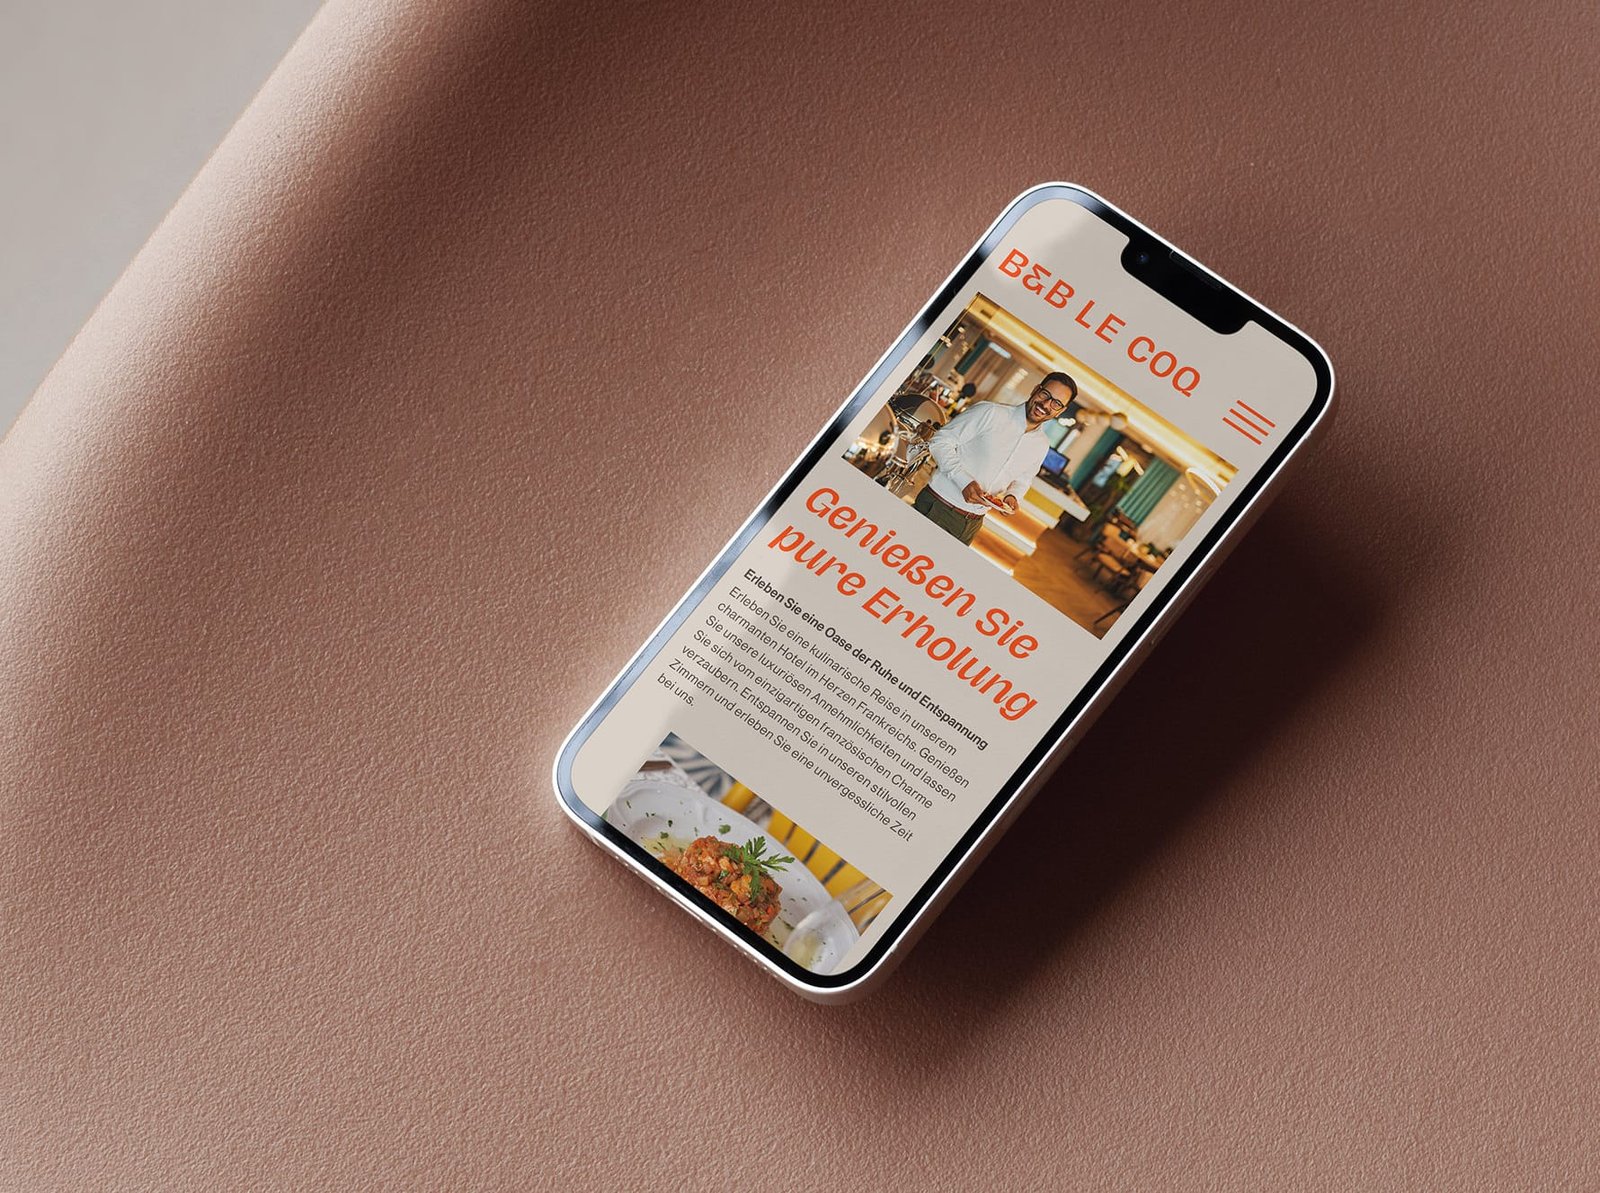 B&B LE COQ
Genießen Sie
pure Erholung
Erleben Sie eine Oase der Ruhe und Entspannung
Erleben Sie eine kulinarische Reise in unserem
charmanten Hotel im Herzen Frankreichs. Genießen
Sie unsere luxuriösen Annehmlichkeiten und lassen
Sie sich vom einzigartigen französischen Charme
verzaubern. Entspannen Sie in unseren stilvollen
Zimmern und erleben Sie eine unvergessliche Zeit
bei uns.